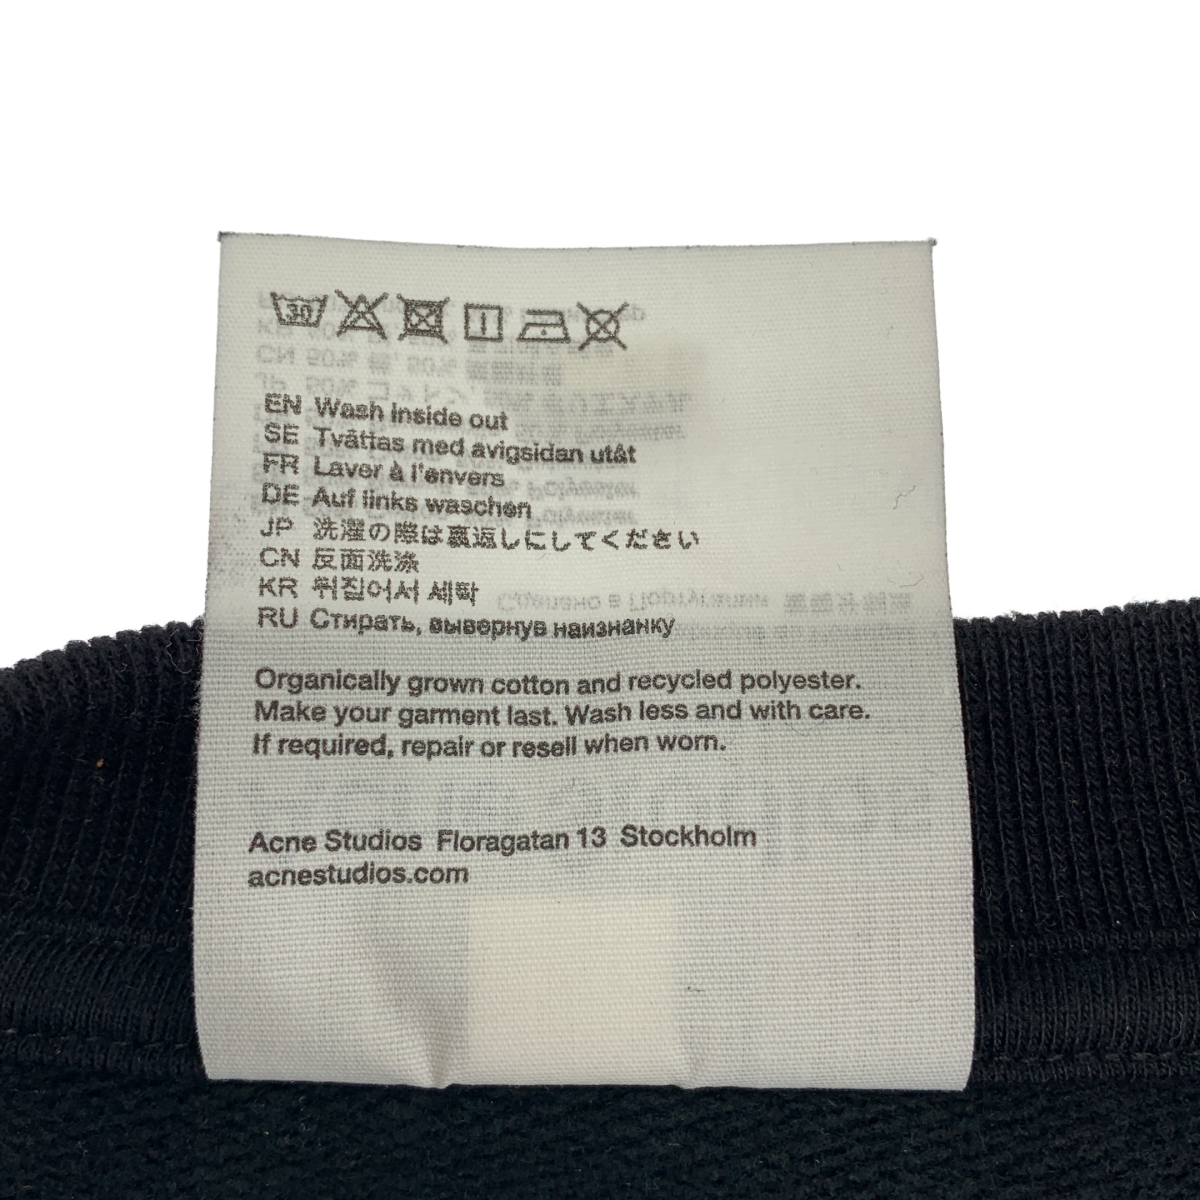 30
EN Wash inside out
SE Tvättas med avigsidan utåt
FR Laver à l'envers
DE Auf links waschen
JP 洗濯の際は裏返しにしてください
CN 反面洗涤
KR 뒤집어서 세탁
RU Стирать, вывернув наизнанку
Organically grown cotton and recycled polyester.
Make your garment last. Wash less and with care.
If required, repair or resell when worn.
Acne Studios Floragatan 13 Stockholm
acnestudios.com